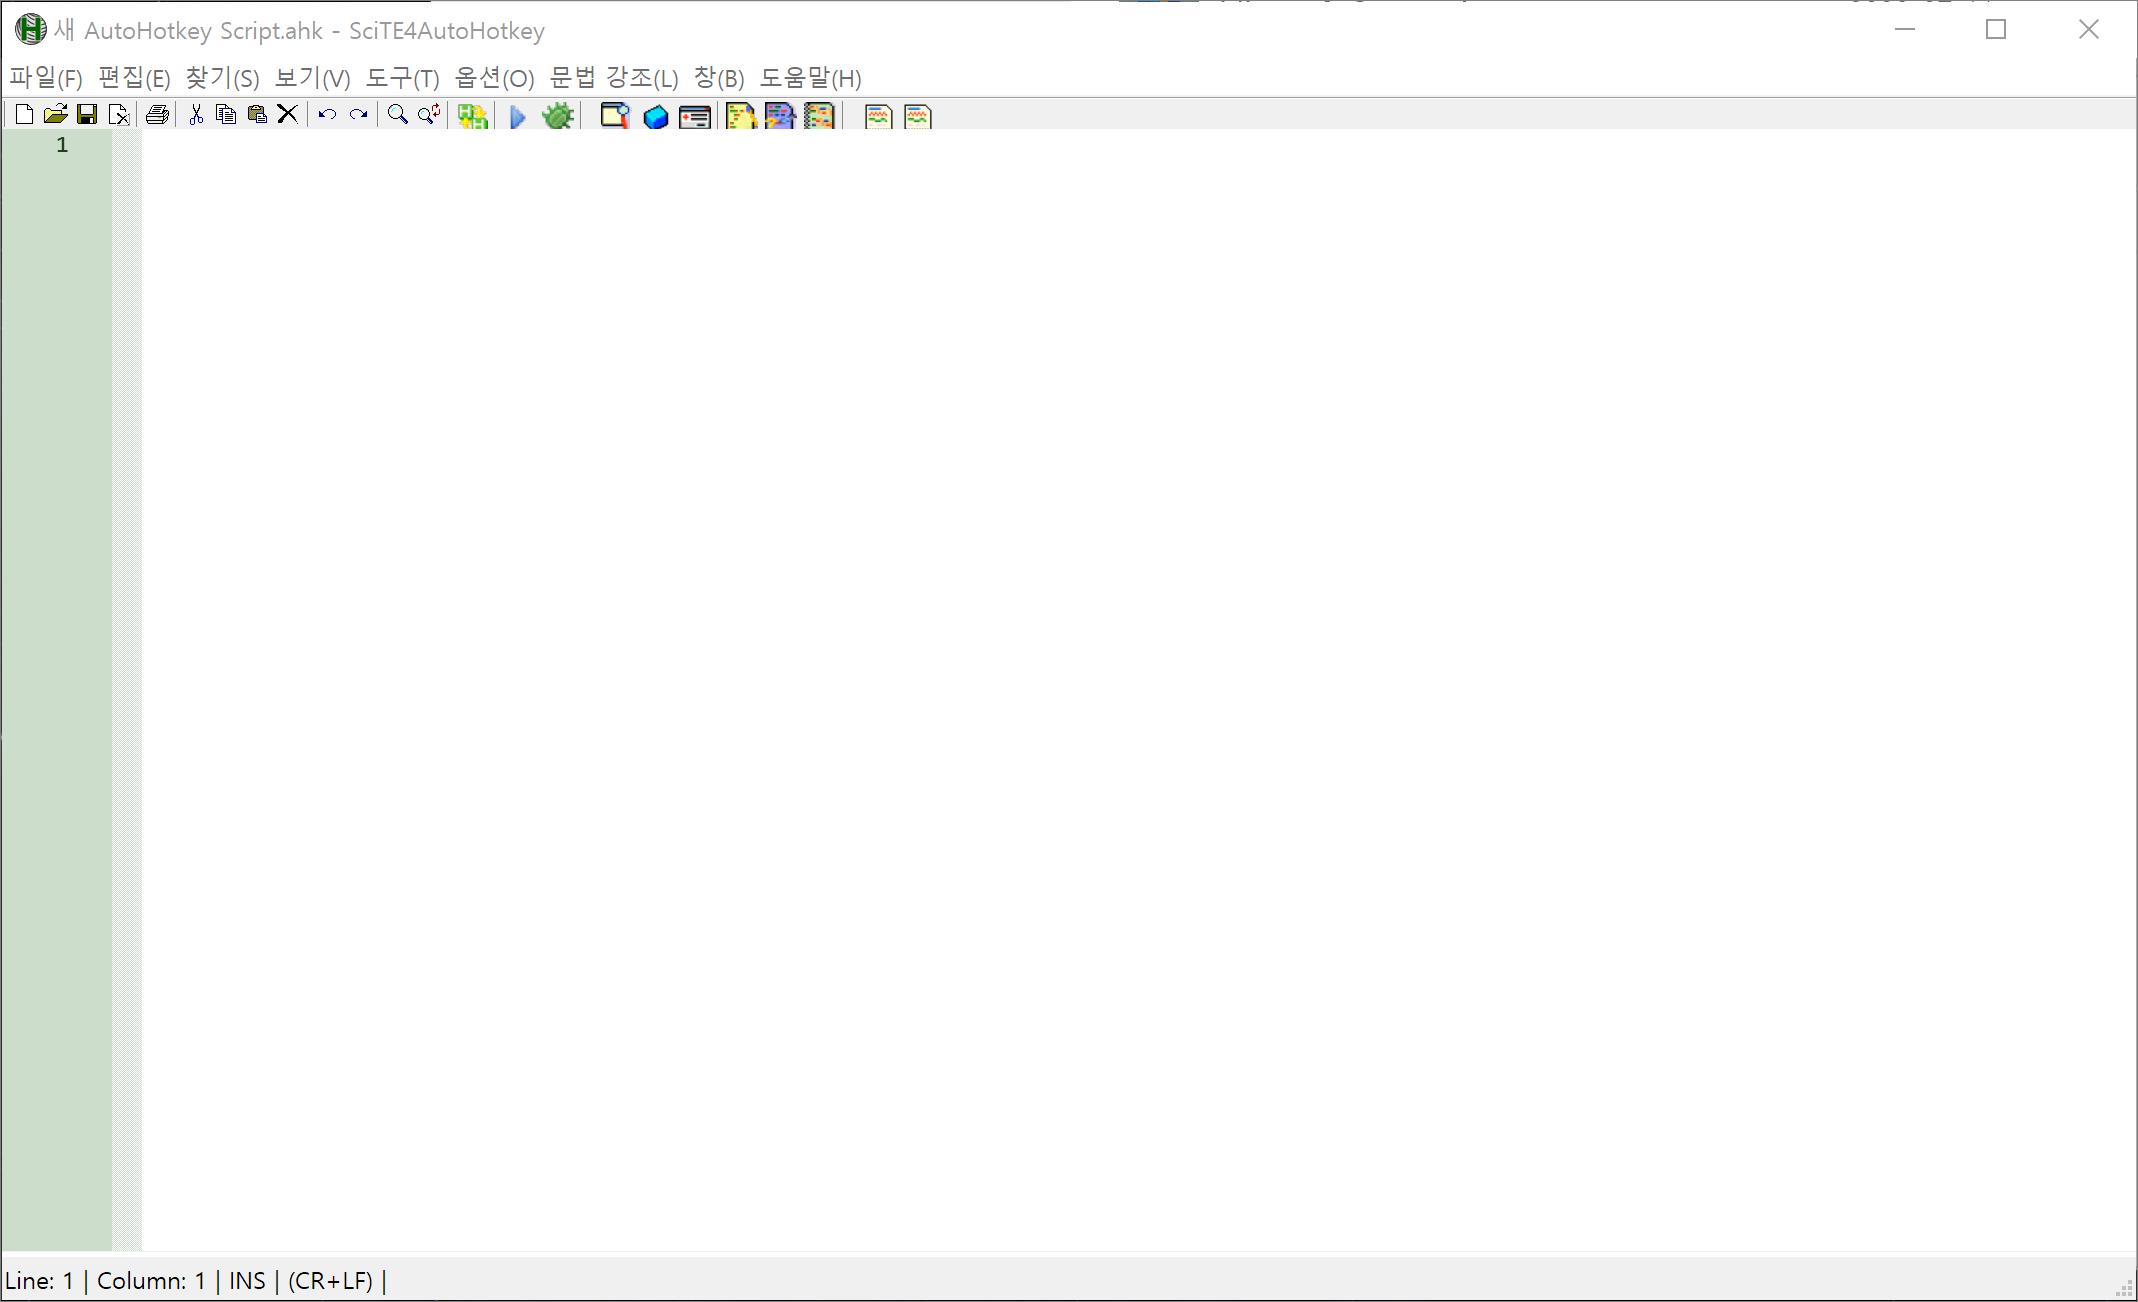 새 AutoHotkey Script.ahk - SciTE4AutoHotkey
파일(F) 편집(E) 찾기(S) 보기(V) 도구(T) 옵션(O) 문법 강조(L) 창(B) 도움말(H)
1
Line: 1 | Column: 1 | INS | (CR+LF) |